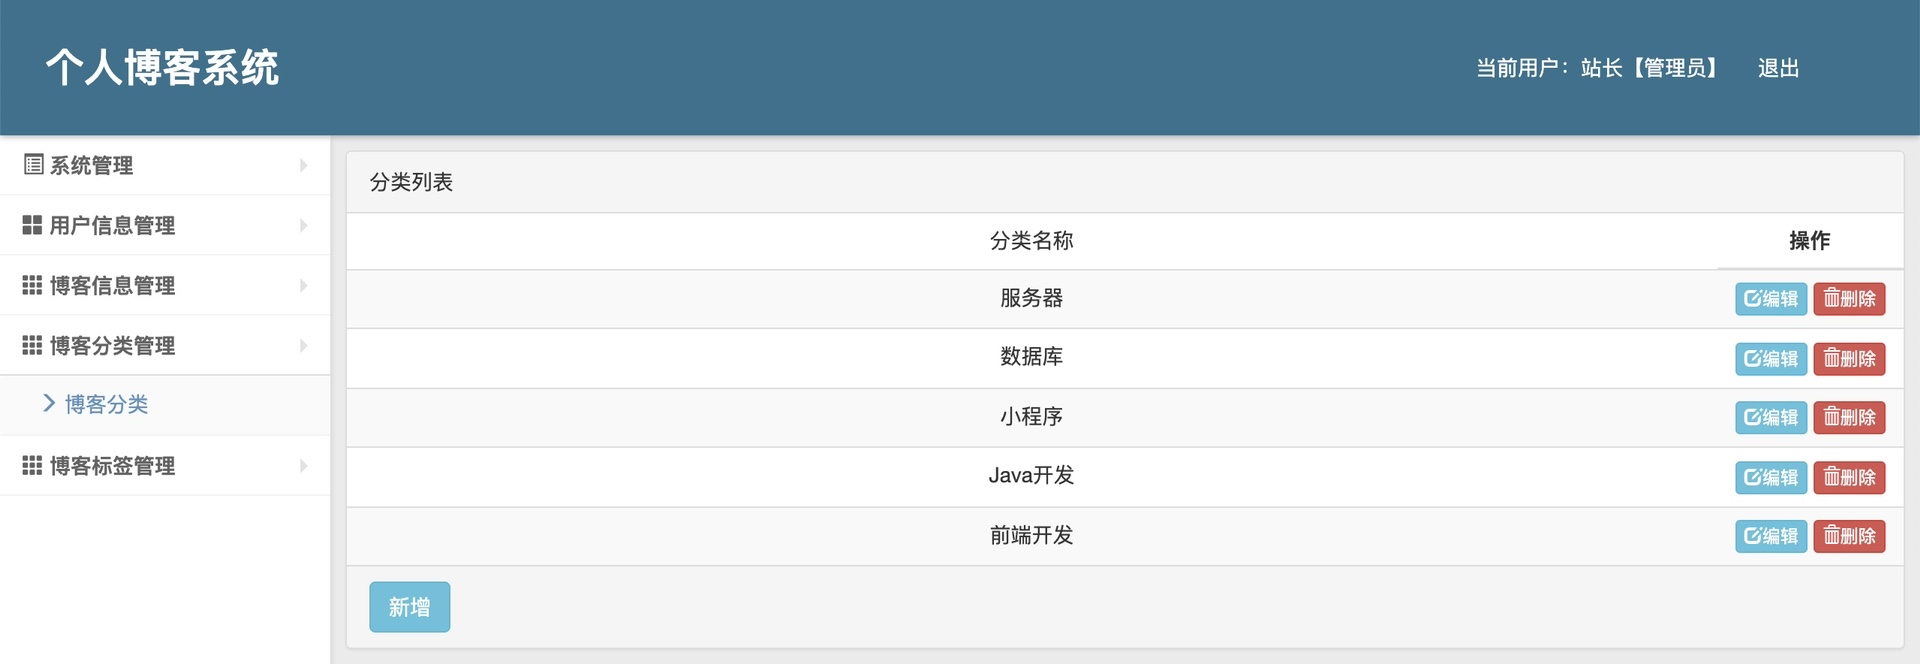 个人博客系统
当前用户：站长【管理员】 退出
系统管理
用户信息管理
博客信息管理
博客分类管理
博客分类
博客标签管理
分类列表
分类名称 操作
服务器 编辑 删除
数据库 编辑 删除
小程序 编辑 删除
Java开发 编辑 删除
前端开发 编辑 删除
新增